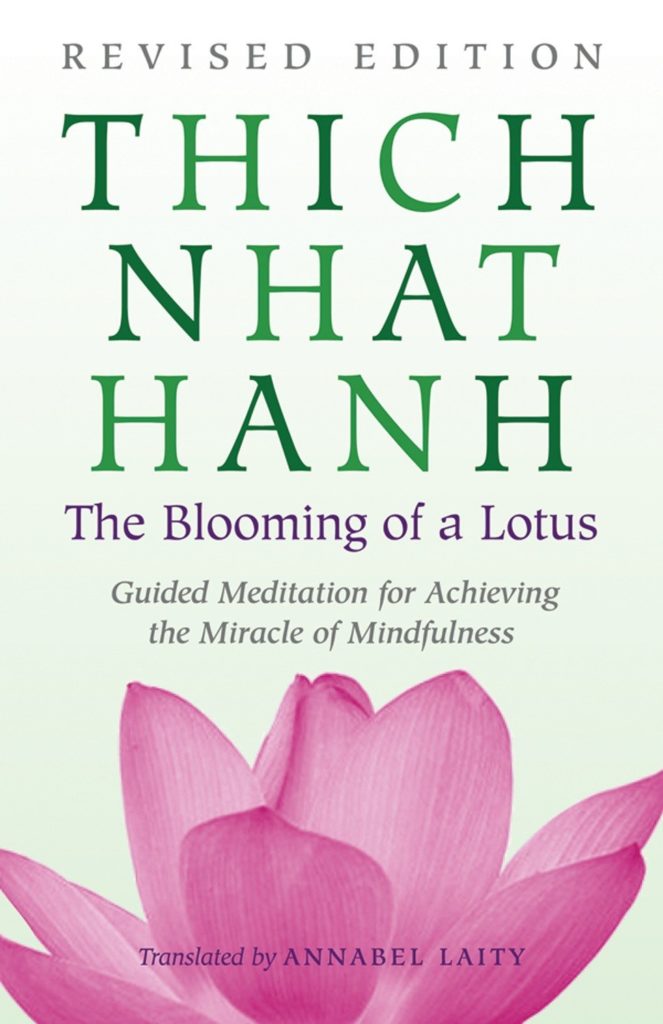 REVISED EDITION
THICH
NHAT
HANH
The Blooming of a Lotus
Guided Meditation for Achieving
the Miracle of Mindfulness
Translated by ANNABEL LAITY